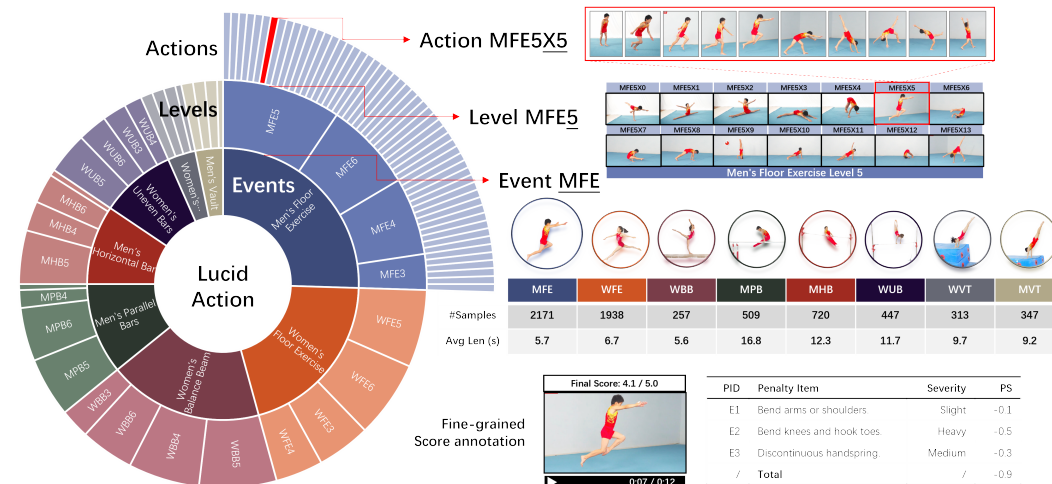 Actions
Levels
Events
Lucid
Action
MFE5
MFE6
MFE4
MFE3
Men's Floor
Exercise
WFE5
WFE6
WFE3
WFE4
Women's
Floor Exercise
WBB5
WBB4
WBB6
WBB3
Women's
Balance Beam
MPB5
MPB6
MPB4
Men's Parallel
Bars
MHB5
MHB4
MHB6
Men's
Horizontal Bar
WUB5
WUB6
WUB3
WUB4
Women's
Uneven Bars
Women's...
Men's Vault
Action MFE5X5
Level MFE5
Event MFE
MFE5X0 MFE5X1 MFE5X2 MFE5X3 MFE5X4 MFE5X5 MFE5X6
MFE5X7 MFE5X8 MFE5X9 MFE5X10 MFE5X11 MFE5X12 MFE5X13
Men's Floor Exercise Level 5
MFE WFE WBB MPB MHB WUB WVT MVT
#Samples 2171 1938 257 509 720 447 313 347
Avg Len (s) 5.7 6.7 5.6 16.8 12.3 11.7 9.7 9.2
Fine-grained
Score annotation
Final Score: 4.1 / 5.0
0:07 / 0:12
PID Penalty Item Severity PS
E1 Bend arms or shoulders. Slight -0.1
E2 Bend knees and hook toes. Heavy -0.5
E3 Discontinuous handspring. Medium -0.3
/ Total / -0.9